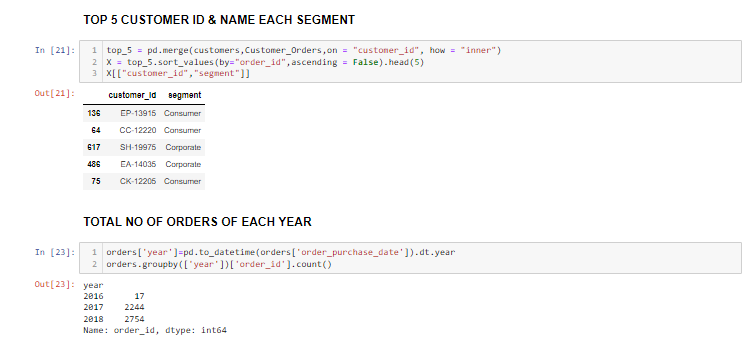 TOP 5 CUSTOMER ID & NAME EACH SEGMENT
In [21]:
1 top_5 = pd.merge(customers,Customer_Orders,on = "customer_id", how = "inner")
2 X = top_5.sort_values(by="order_id",ascending = False).head(5)
3 X[["customer_id","segment"]]
Out[21]:
customer_id segment
136 EP-13915 Consumer
64 CC-12220 Consumer
617 SH-19975 Corporate
486 EA-14035 Corporate
75 CK-12205 Consumer
TOTAL NO OF ORDERS OF EACH YEAR
In [23]:
1 orders['year']=pd.to_datetime(orders['order_purchase_date']).dt.year
2 orders.groupby(['year'])['order_id'].count()
Out[23]: year
2016 17
2017 2244
2018 2754
Name: order_id, dtype: int64